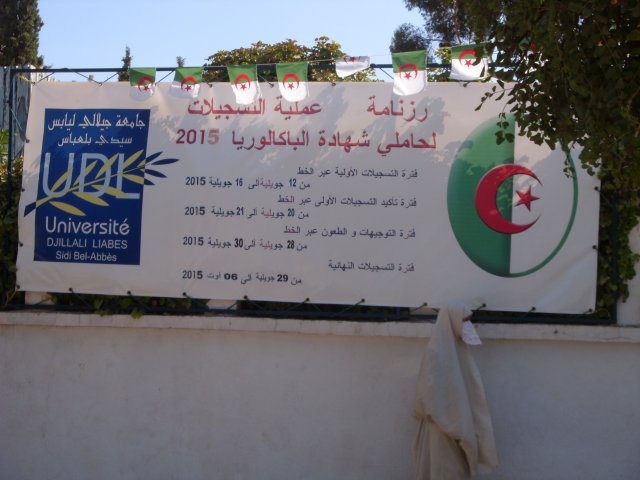 جامعة جيلالي ليابس
سيدي بلعباس
UDL
Université
DJILLALI LIABES
Sidi Bel-Abbès
رزنامة عملية التسجيلات
لحاملي شهادة الباكالوريا 2015
فترة التسجيلات الأولية عبر الخط
من 12 جويلية الى 16 جويلية 2015
فترة تأكيد التسجيلات الأولى عبر الخط
من 20 جويلية الى 21 جويلية 2015
فترة التوجيهات و الطعون عبر الخط
من 28 جويلية إلى 30 جويلية 2015
فترة التسجيلات النهائية
من 29 جويلية إلى 06 أوت 2015